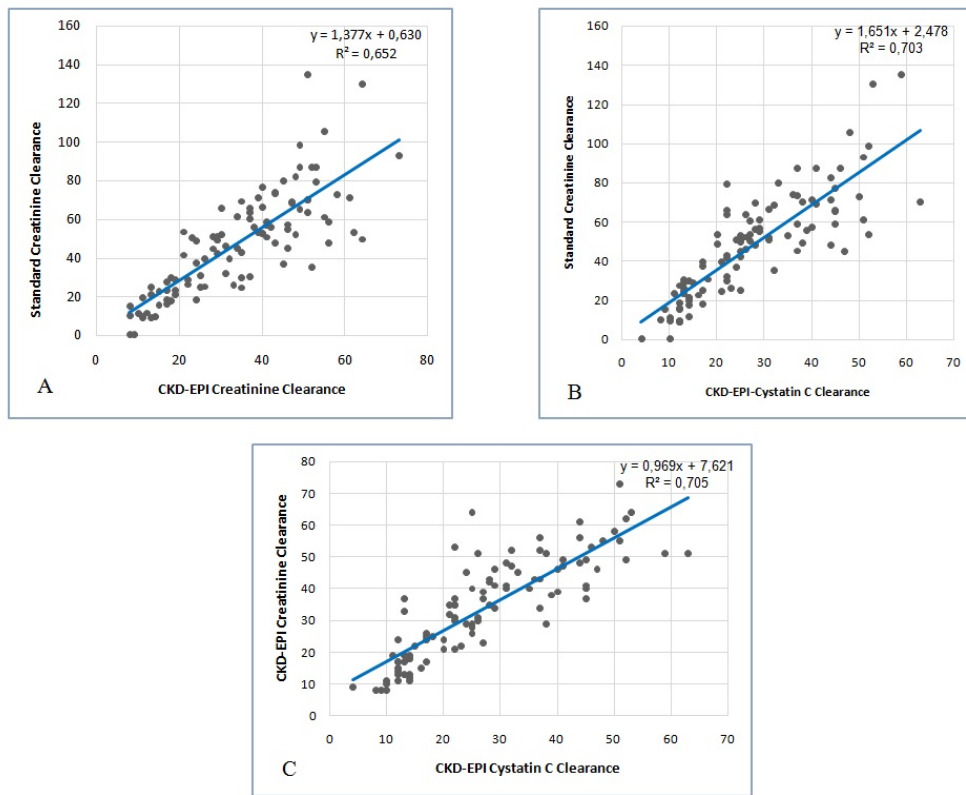 160
140
120
100
80
60
40
20
0
0 20 40 60 80
y = 1,377x + 0,630
R² = 0,652
Standard Creatinine Clearance
CKD-EPI Creatinine Clearance
A
160
140
120
100
80
60
40
20
0
0 10 20 30 40 50 60 70
y = 1,651x + 2,478
R² = 0,703
Standard Creatinine Clearance
CKD-EPI-Cystatin C Clearance
B
80
70
60
50
40
30
20
10
0
0 10 20 30 40 50 60 70
y = 0,969x + 7,621
R² = 0,705
CKD-EPI Creatinine Clearance
CKD-EPI Cystatin C Clearance
C